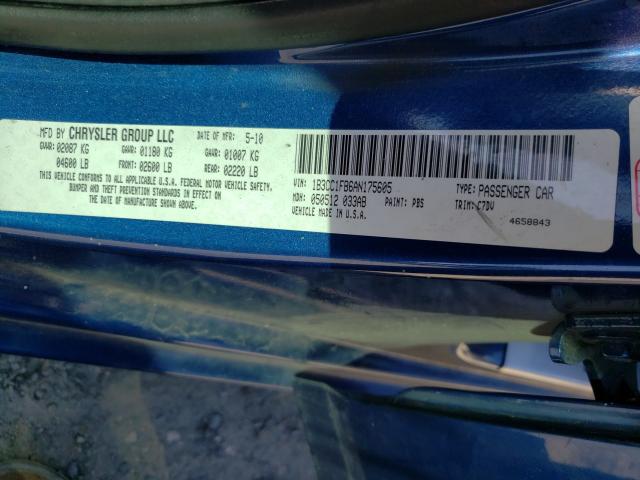 MFD BY CHRYSLER GROUP LLC DATE OF MFR: 5-10
GVWR: 02087 KG GAWR: 01180 KG GAWR: 01007 KG
04600 LB FRONT: 02600 LB REAR: 02220 LB
THIS VEHICLE CONFORMS TO ALL APPLICABLE U.S.A. FEDERAL MOTOR VEHICLE SAFETY,
BUMPER AND THEFT PREVENTION STANDARDS IN EFFECT ON
THE DATE OF MANUFACTURE SHOWN ABOVE.
VIN: 1B3CC1FB6AN175605 TYPE: PASSENGER CAR
MDH: 050512 033AB PAINT: PBS TRIM: C7DV
VEHICLE MADE IN U.S.A. 4658843